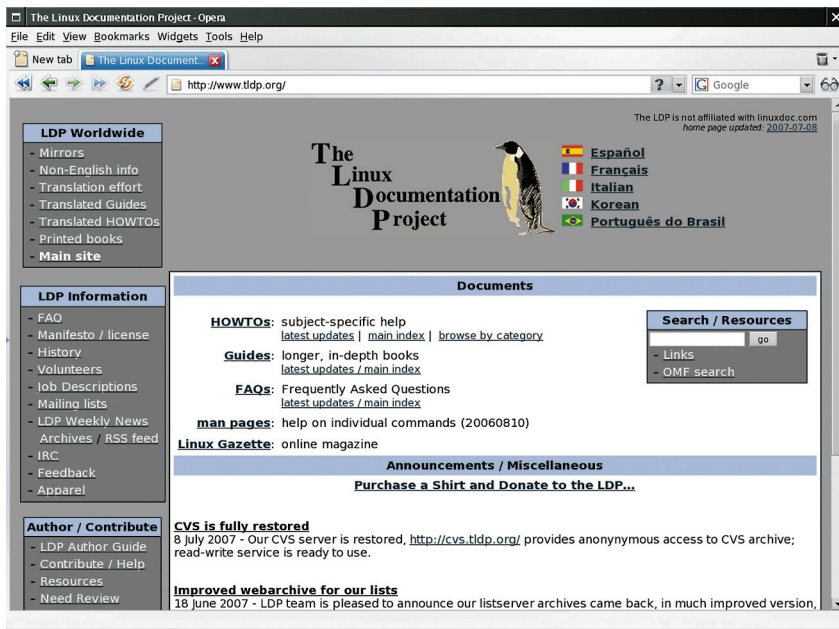 The Linux Documentation Project - Opera
File Edit View Bookmarks Widgets Tools Help
New tab The Linux Document...
http://www.tldp.org/ ? G Google
The LDP is not affiliated with linuxdoc.com
home page updated: 2007-07-08
LDP Worldwide
- Mirrors
- Non-English info
- Translation effort
- Translated Guides
- Translated HOWTOs
- Printed books
- Main site
The
Linux
Documentation
Project
Español
Français
Italian
Korean
Português do Brasil
LDP Information
- FAQ
- Manifesto / license
- History
- Volunteers
- Job Descriptions
- Mailing lists
- LDP Weekly News
Archives / RSS feed
- IRC
- Feedback
- Apparel
Author / Contribute
- LDP Author Guide
- Contribute / Help
- Resources
- Need Review
Documents
HOWTOs: subject-specific help
latest updates | main index | browse by category
Guides: longer, in-depth books
latest updates / main index
FAQs: Frequently Asked Questions
latest updates / main index
man pages: help on individual commands (20060810)
Linux Gazette: online magazine
Search / Resources
go
- Links
- OMF search
Announcements / Miscellaneous
Purchase a Shirt and Donate to the LDP...
CVS is fully restored
8 July 2007 - Our CVS server is restored, http://cvs.tldp.org/ provides anonynymous access to CVS archive;
read-write service is ready to use.
Improved webarchive for our lists
18 June 2007 - LDP team is pleased to announce our listserver archives came back, in much improved version,